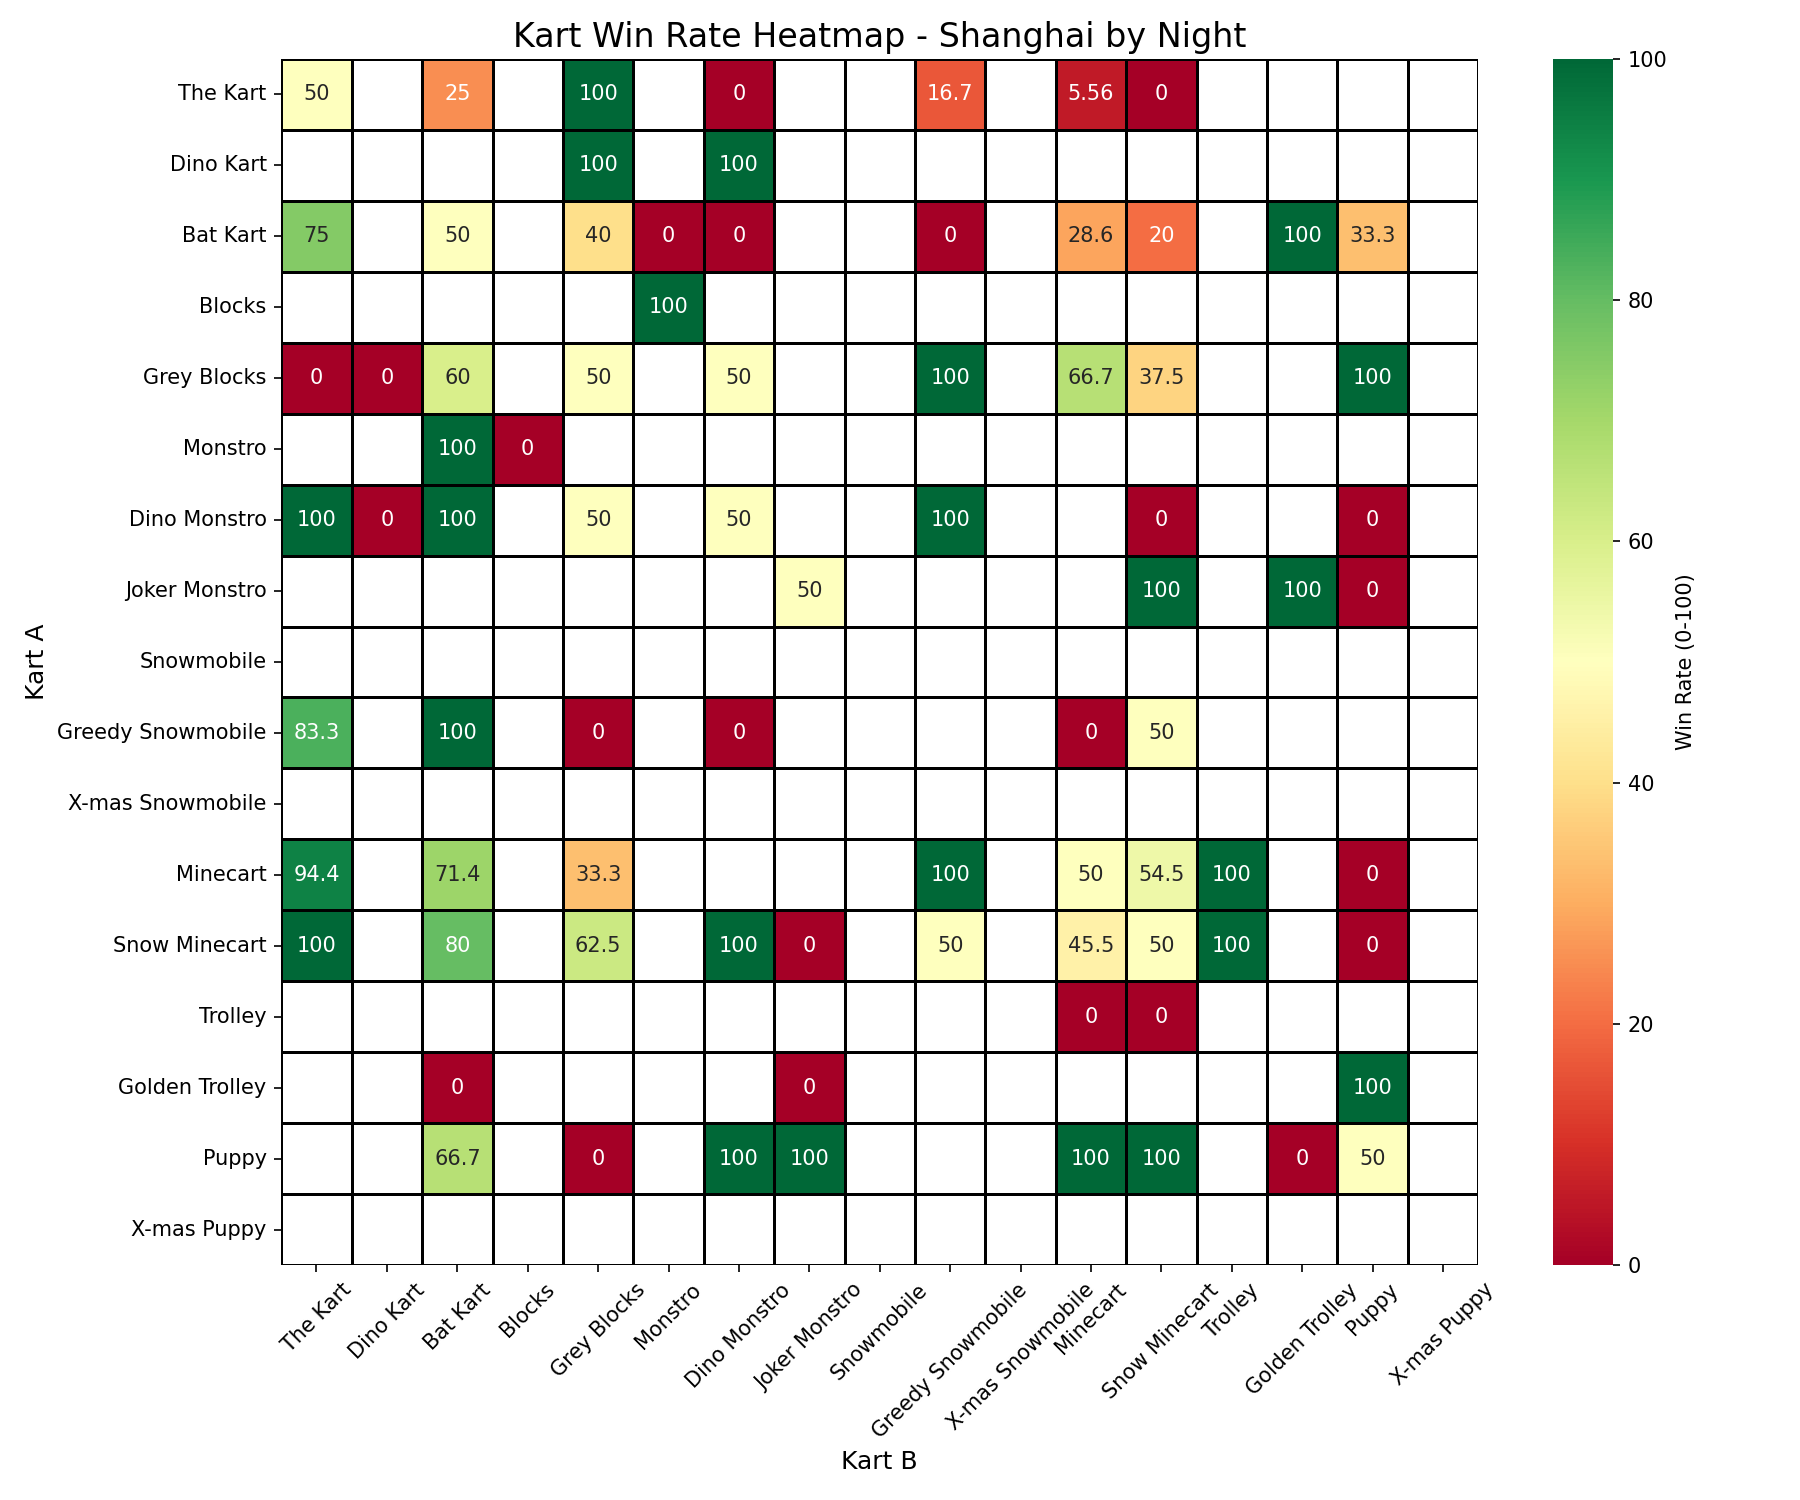 Kart Win Rate Heatmap - Shanghai by Night
The Kart 50 25 100 0 16.7 5.56 0
Dino Kart 100 100
Bat Kart 75 50 40 0 0 0 28.6 20 100 33.3
Blocks 100
Grey Blocks 0 0 60 50 50 100 66.7 37.5 100
Monstro 100 0
Dino Monstro 100 0 100 50 50 100 0 0
Joker Monstro 50 100 100 0
Snowmobile
Greedy Snowmobile 83.3 100 0 0 0 50
X-mas Snowmobile
Minecart 94.4 71.4 33.3 100 50 54.5 100 0
Snow Minecart 100 80 62.5 100 0 50 45.5 50 100 0
Trolley 0 0
Golden Trolley 0 0 100
Puppy 66.7 0 100 100 100 100 0 50
X-mas Puppy
Kart A
The Kart
Dino Kart
Bat Kart
Blocks
Grey Blocks
Monstro
Dino Monstro
Joker Monstro
Snowmobile
Greedy Snowmobile
X-mas Snowmobile
Minecart
Snow Minecart
Trolley
Golden Trolley
Puppy
X-mas Puppy
Kart B
100
80
60
40
20
0
Win Rate (0-100)